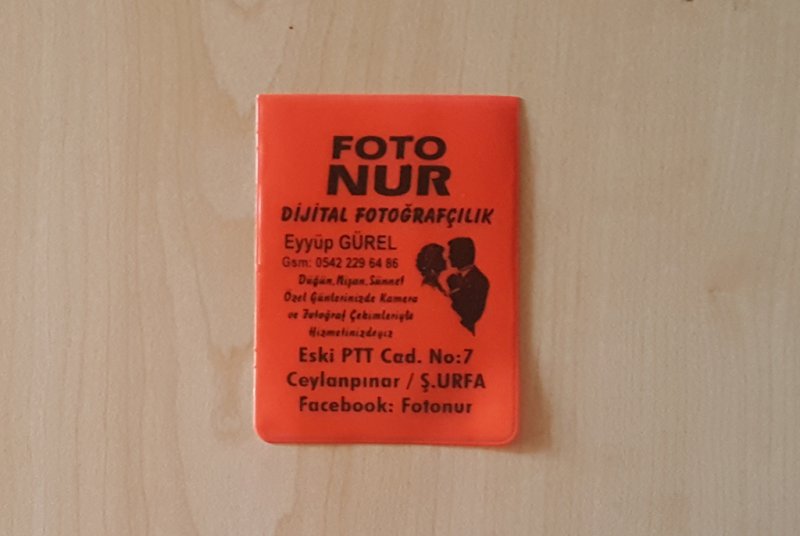 FOTO
NUR
DİJİTAL FOTOĞRAFÇILIK
Eyyüp GÜREL
Gsm: 0542 229 64 86
Düğün, Nişan, Sünnet
Özel Günlerinizde Kamera
ve Fotoğraf Çekimleriyle
Hizmetinizdeyiz
Eski PTT Cad. No:7
Ceylanpınar / Ş.URFA
Facebook: Fotonur